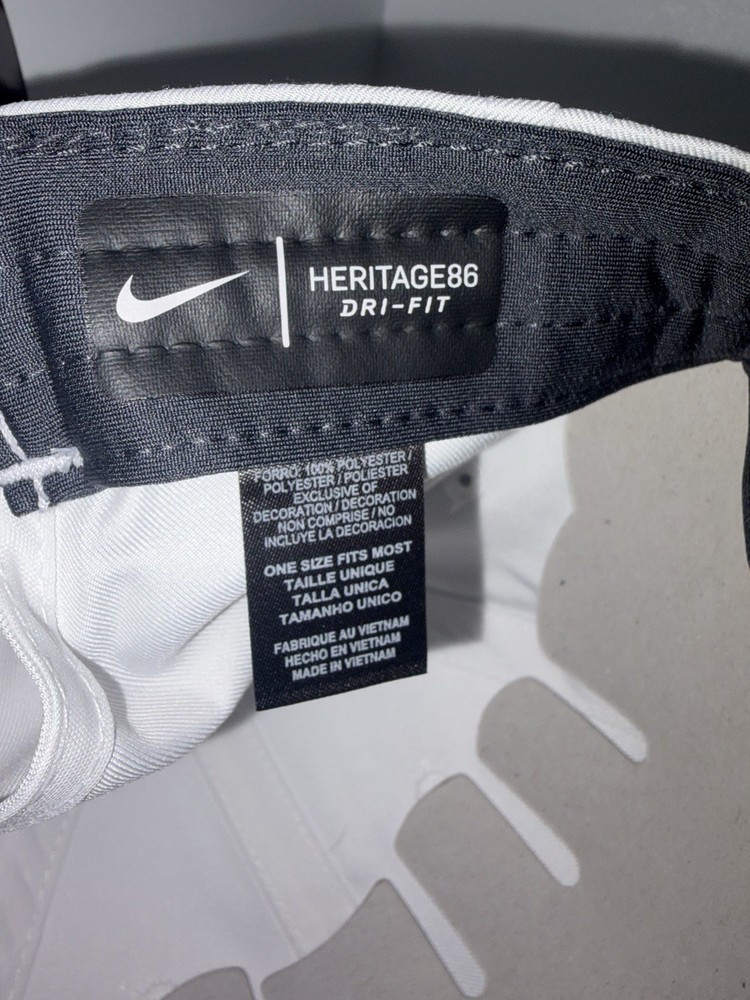 HERITAGE86
DRI-FIT
FORRO: 100% POLYESTER /
POLYESTER / POLIESTER
EXCLUSIVE OF
DECORATION / DECORATION
NON COMPRISE / NO
INCLUYE LA DECORACION
ONE SIZE FITS MOST
TAILLE UNIQUE
TALLA UNICA
TAMANHO UNICO
FABRIQUE AU VIETNAM
HECHO EN VIETNAM
MADE IN VIETNAM